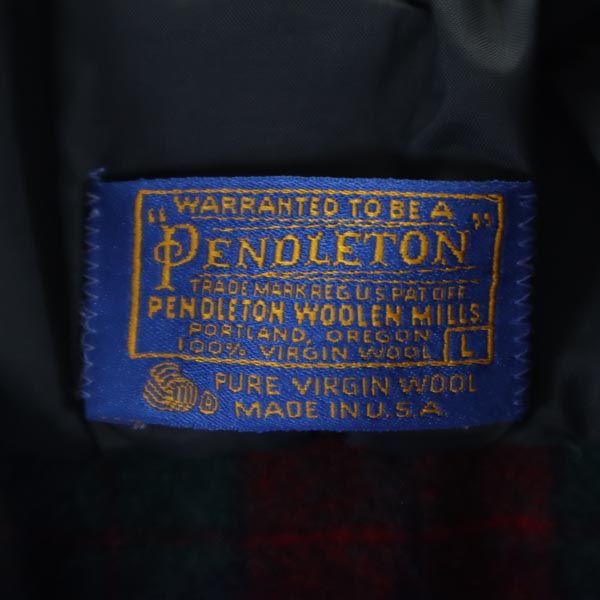 WARRANTED TO BE A
"PENDLETON"
TRADE MARK REG U.S. PAT OFF
PENDLETON WOOLEN MILLS.
PORTLAND, OREGON
100% VIRGIN WOOL L
PURE VIRGIN WOOL
MADE IN U.S.A.